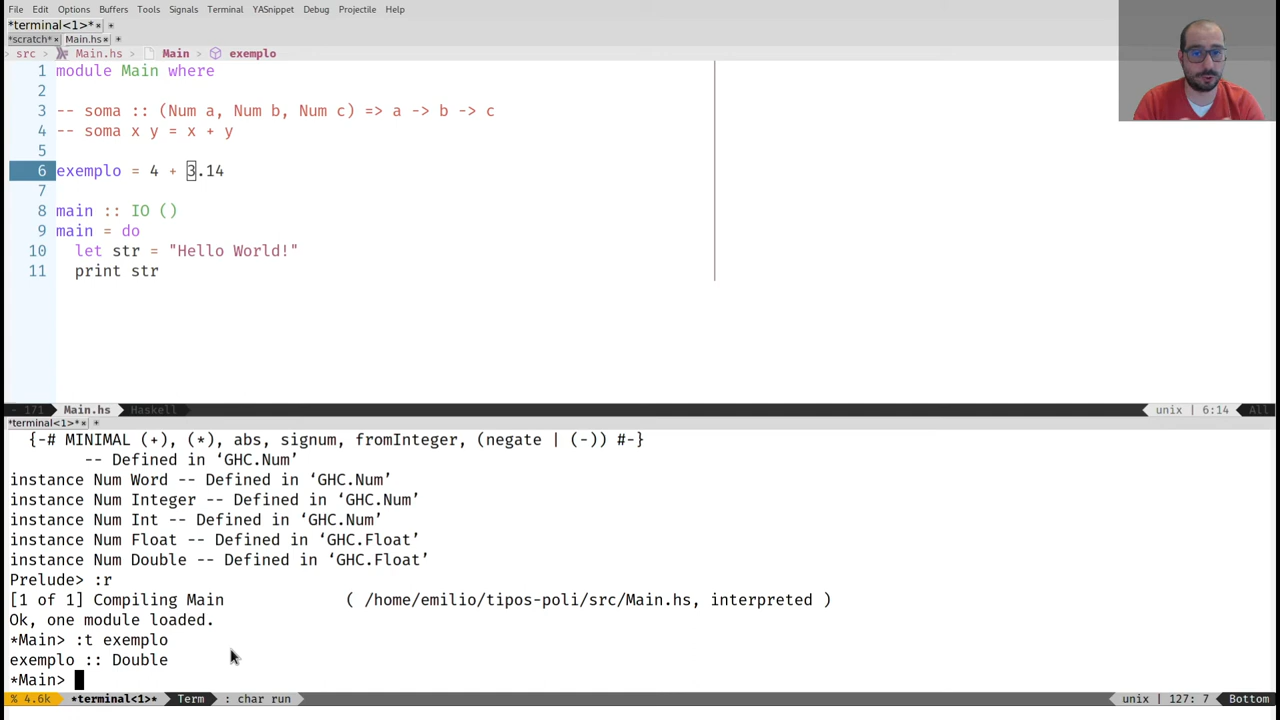 File Edit Options Buffers Tools Signals Terminal YASnippet Debug Projectile Help
*terminal<1>* × +
*scratch* × Main.hs × +
src › Main.hs › Main › exemplo
1 module Main where
2
3 -- soma :: (Num a, Num b, Num c) => a -> b -> c
4 -- soma x y = x + y
5
6 exemplo = 4 + 3.14
7
8 main :: IO ()
9 main = do
10 let str = "Hello World!"
11 print str
- 171 Main.hs Haskell unix | 6:14 All
*terminal<1>* × +
{-# MINIMAL (+), (*), abs, signum, fromInteger, (negate | (-)) #-}
-- Defined in ‘GHC.Num’
instance Num Word -- Defined in ‘GHC.Num’
instance Num Integer -- Defined in ‘GHC.Num’
instance Num Int -- Defined in ‘GHC.Num’
instance Num Float -- Defined in ‘GHC.Float’
instance Num Double -- Defined in ‘GHC.Float’
Prelude> :r
[1 of 1] Compiling Main ( /home/emilio/tipos-poli/src/Main.hs, interpreted )
Ok, one module loaded.
*Main> :t exemplo
exemplo :: Double
*Main>
% 4.6k *terminal<1>* Term : char run unix | 127: 7 Bottom